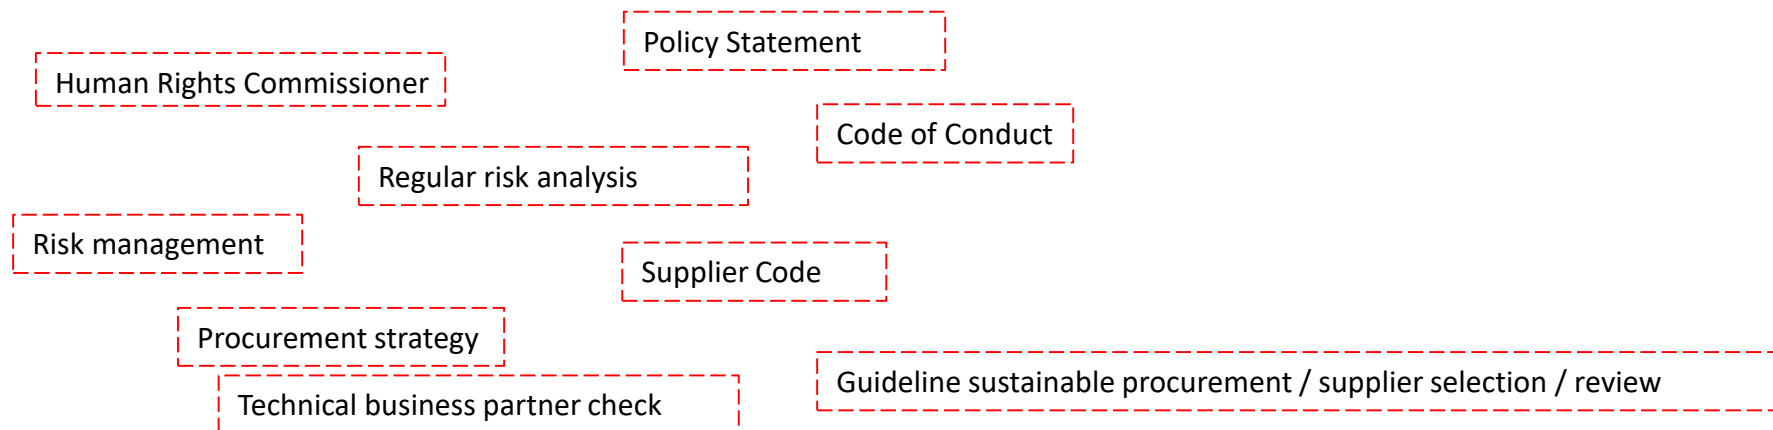 Policy Statement
Human Rights Commissioner
Code of Conduct
Regular risk analysis
Risk management
Supplier Code
Procurement strategy
Guideline sustainable procurement / supplier selection / review
Technical business partner check